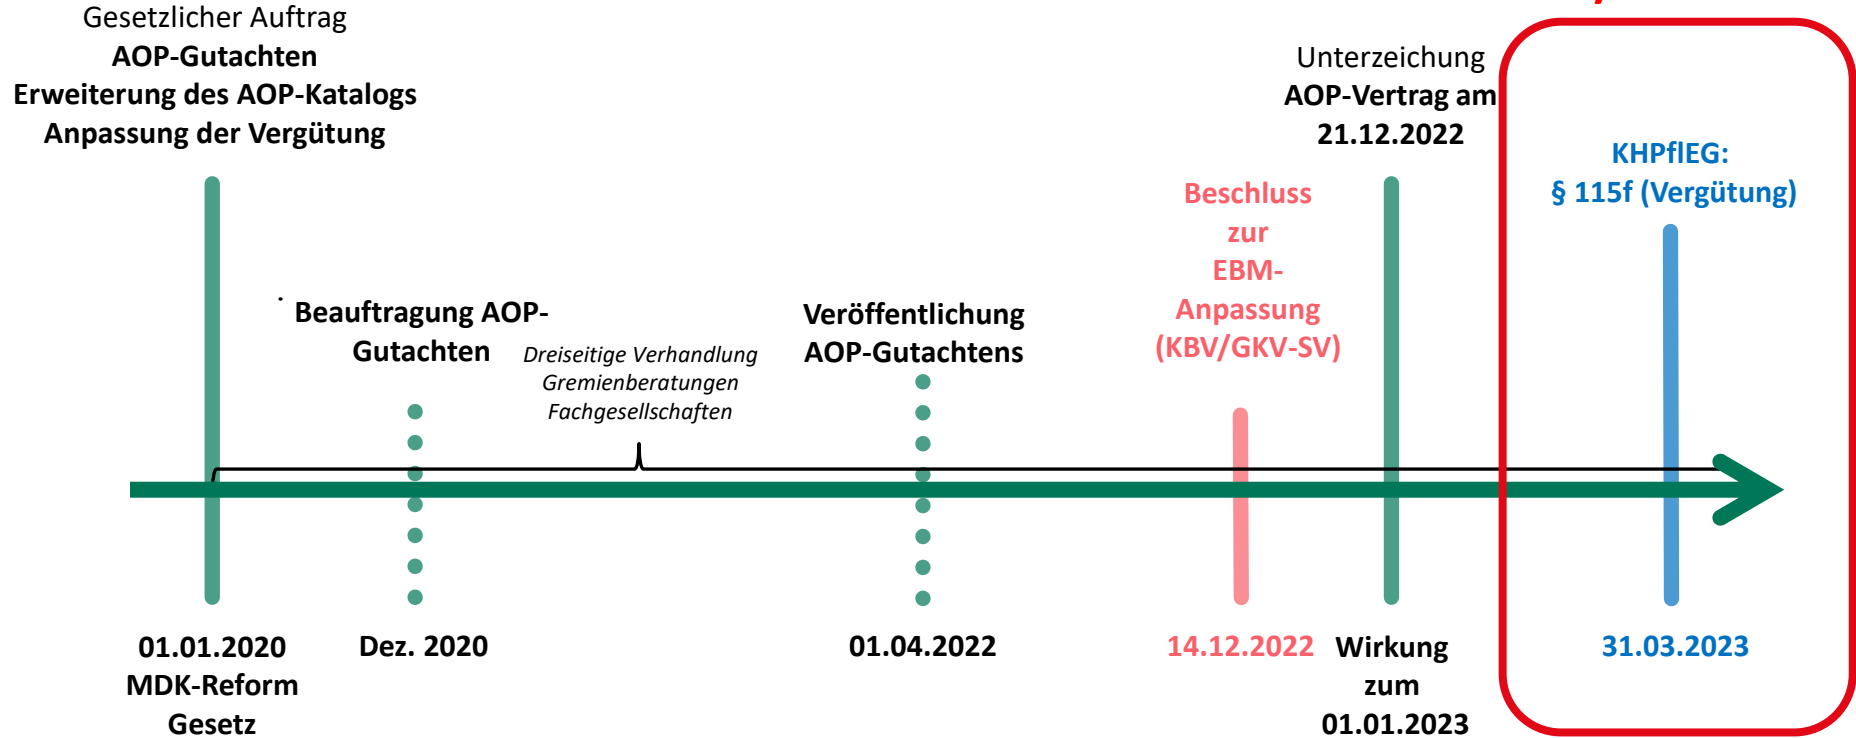 Gesetzlicher Auftrag
AOP-Gutachten
Erweiterung des AOP-Katalogs
Anpassung der Vergütung
Unterzeichung
AOP-Vertrag am
21.12.2022
KHPflEG:
§ 115f (Vergütung)
Beschluss
zur
EBM-
Anpassung
(KBV/GKV-SV)
Beauftragung AOP-
Gutachten
Dreiseitige Verhandlung
Gremienberatungen
Fachgesellschaften
Veröffentlichung
AOP-Gutachtens
01.01.2020
MDK-Reform
Gesetz
Dez. 2020
01.04.2022
14.12.2022
Wirkung
zum
01.01.2023
31.03.2023